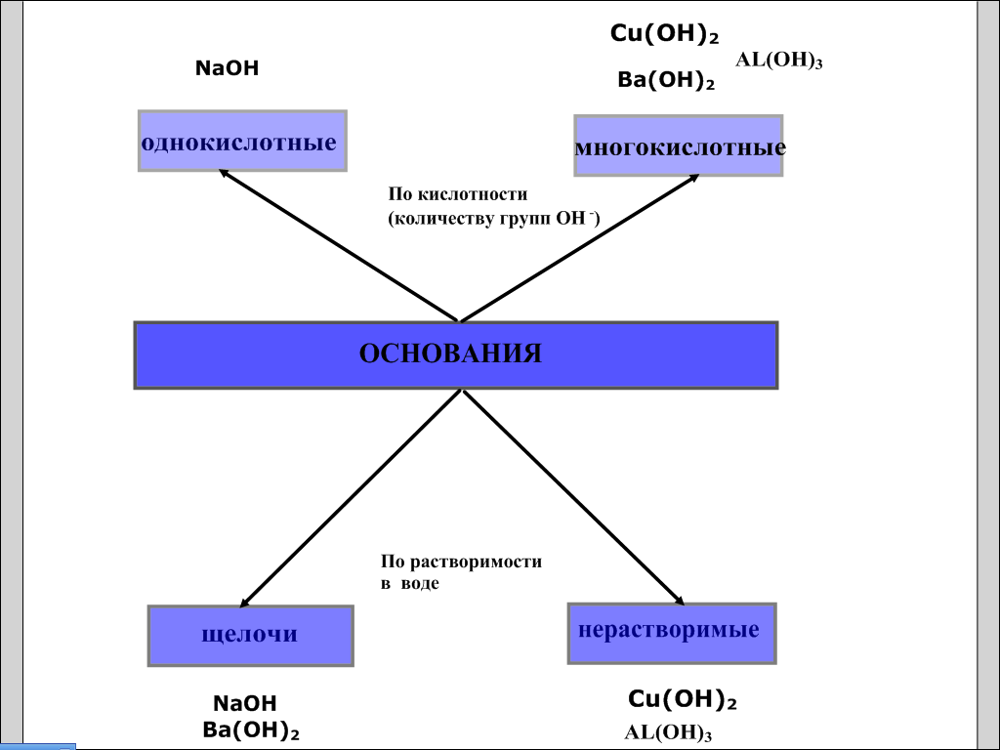 Cu(OH)₂
AL(OH)₃
NaOH
Ba(OH)₂
однокислотные
многокислотные
По кислотности
(количеству групп ОН⁻)
ОСНОВАНИЯ
По растворимости
в воде
щелочи
нерастворимые
NaOH
Cu(OH)₂
Ba(OH)₂
AL(OH)₃